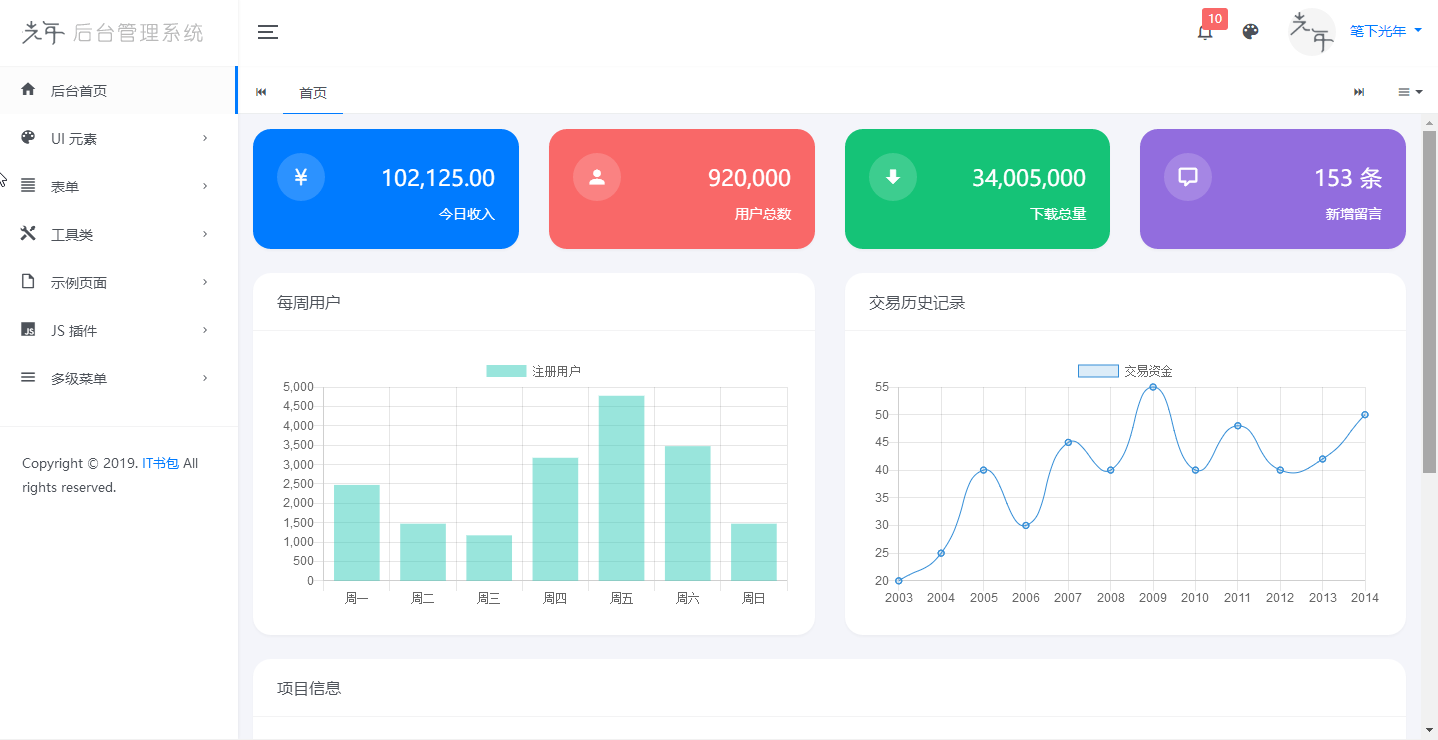 光年 后台管理系统
10
笔下光年
后台首页
UI 元素
表单
工具类
示例页面
JS 插件
多级菜单
Copyright © 2019. IT书包 All
rights reserved.
首页
¥
102,125.00
今日收入
920,000
用户总数
34,005,000
下载总量
153 条
新增留言
每周用户
注册用户
5,000
4,500
4,000
3,500
3,000
2,500
2,000
1,500
1,000
500
0
周一 周二 周三 周四 周五 周六 周日
交易历史记录
交易资金
55
50
45
40
35
30
25
20
2003 2004 2005 2006 2007 2008 2009 2010 2011 2012 2013 2014
项目信息